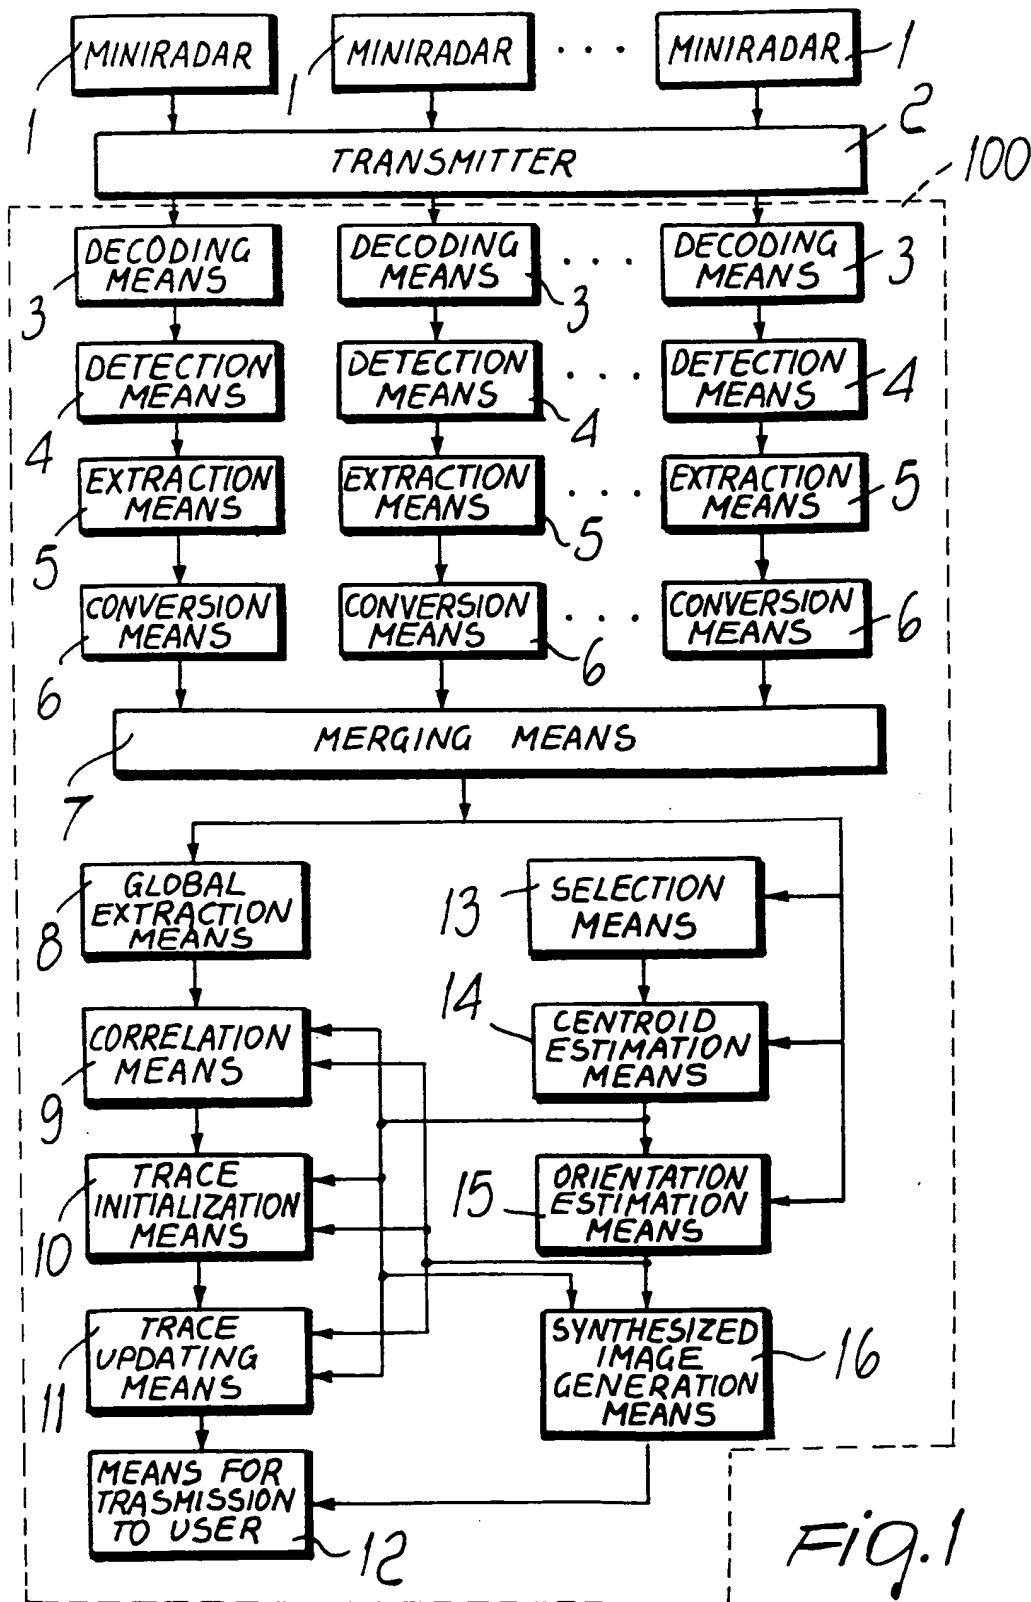 MINIRADAR
MINIRADAR
. . .
MINIRADAR
1
1
1
TRANSMITTER
2
100
DECODING
MEANS
3
DECODING
MEANS
3
. . .
DECODING
MEANS
3
DETECTION
MEANS
4
DETECTION
MEANS
4
. . .
DETECTION
MEANS
4
EXTRACTION
MEANS
5
EXTRACTION
MEANS
5
. . .
EXTRACTION
MEANS
5
CONVERSION
MEANS
6
CONVERSION
MEANS
6
. . .
CONVERSION
MEANS
6
MERGING MEANS
7
GLOBAL
EXTRACTION
MEANS
8
13
SELECTION
MEANS
CORRELATION
MEANS
9
14
CENTROID
ESTIMATION
MEANS
TRACE
INITIALIZATION
MEANS
10
15
ORIENTATION
ESTIMATION
MEANS
TRACE
UPDATING
MEANS
11
SYNTHESIZED
IMAGE
GENERATION
MEANS
16
MEANS FOR
TRASMISSION
TO USER
12
Fig.1